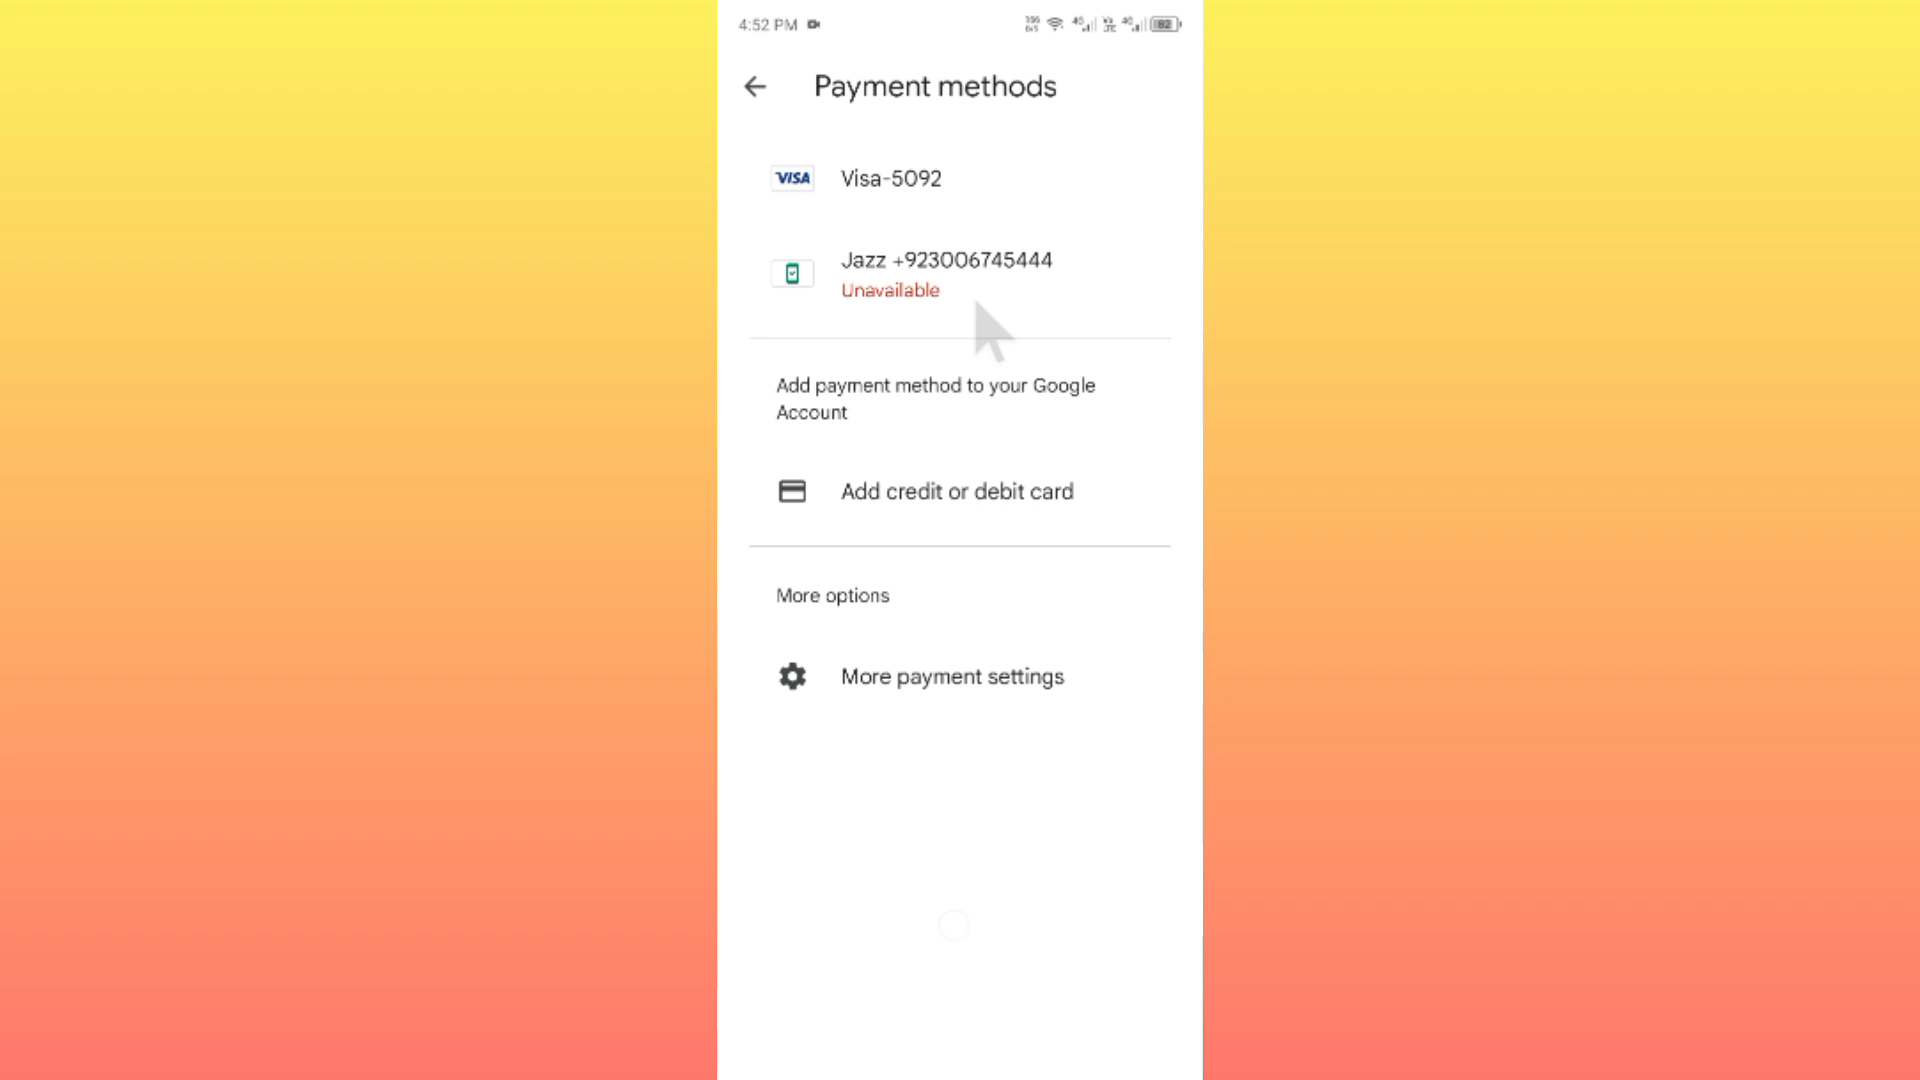 4:52 PM
82
Payment methods
VISA
Visa-5092
Jazz +923006745444
Unavailable
Add payment method to your Google
Account
Add credit or debit card
More options
More payment settings